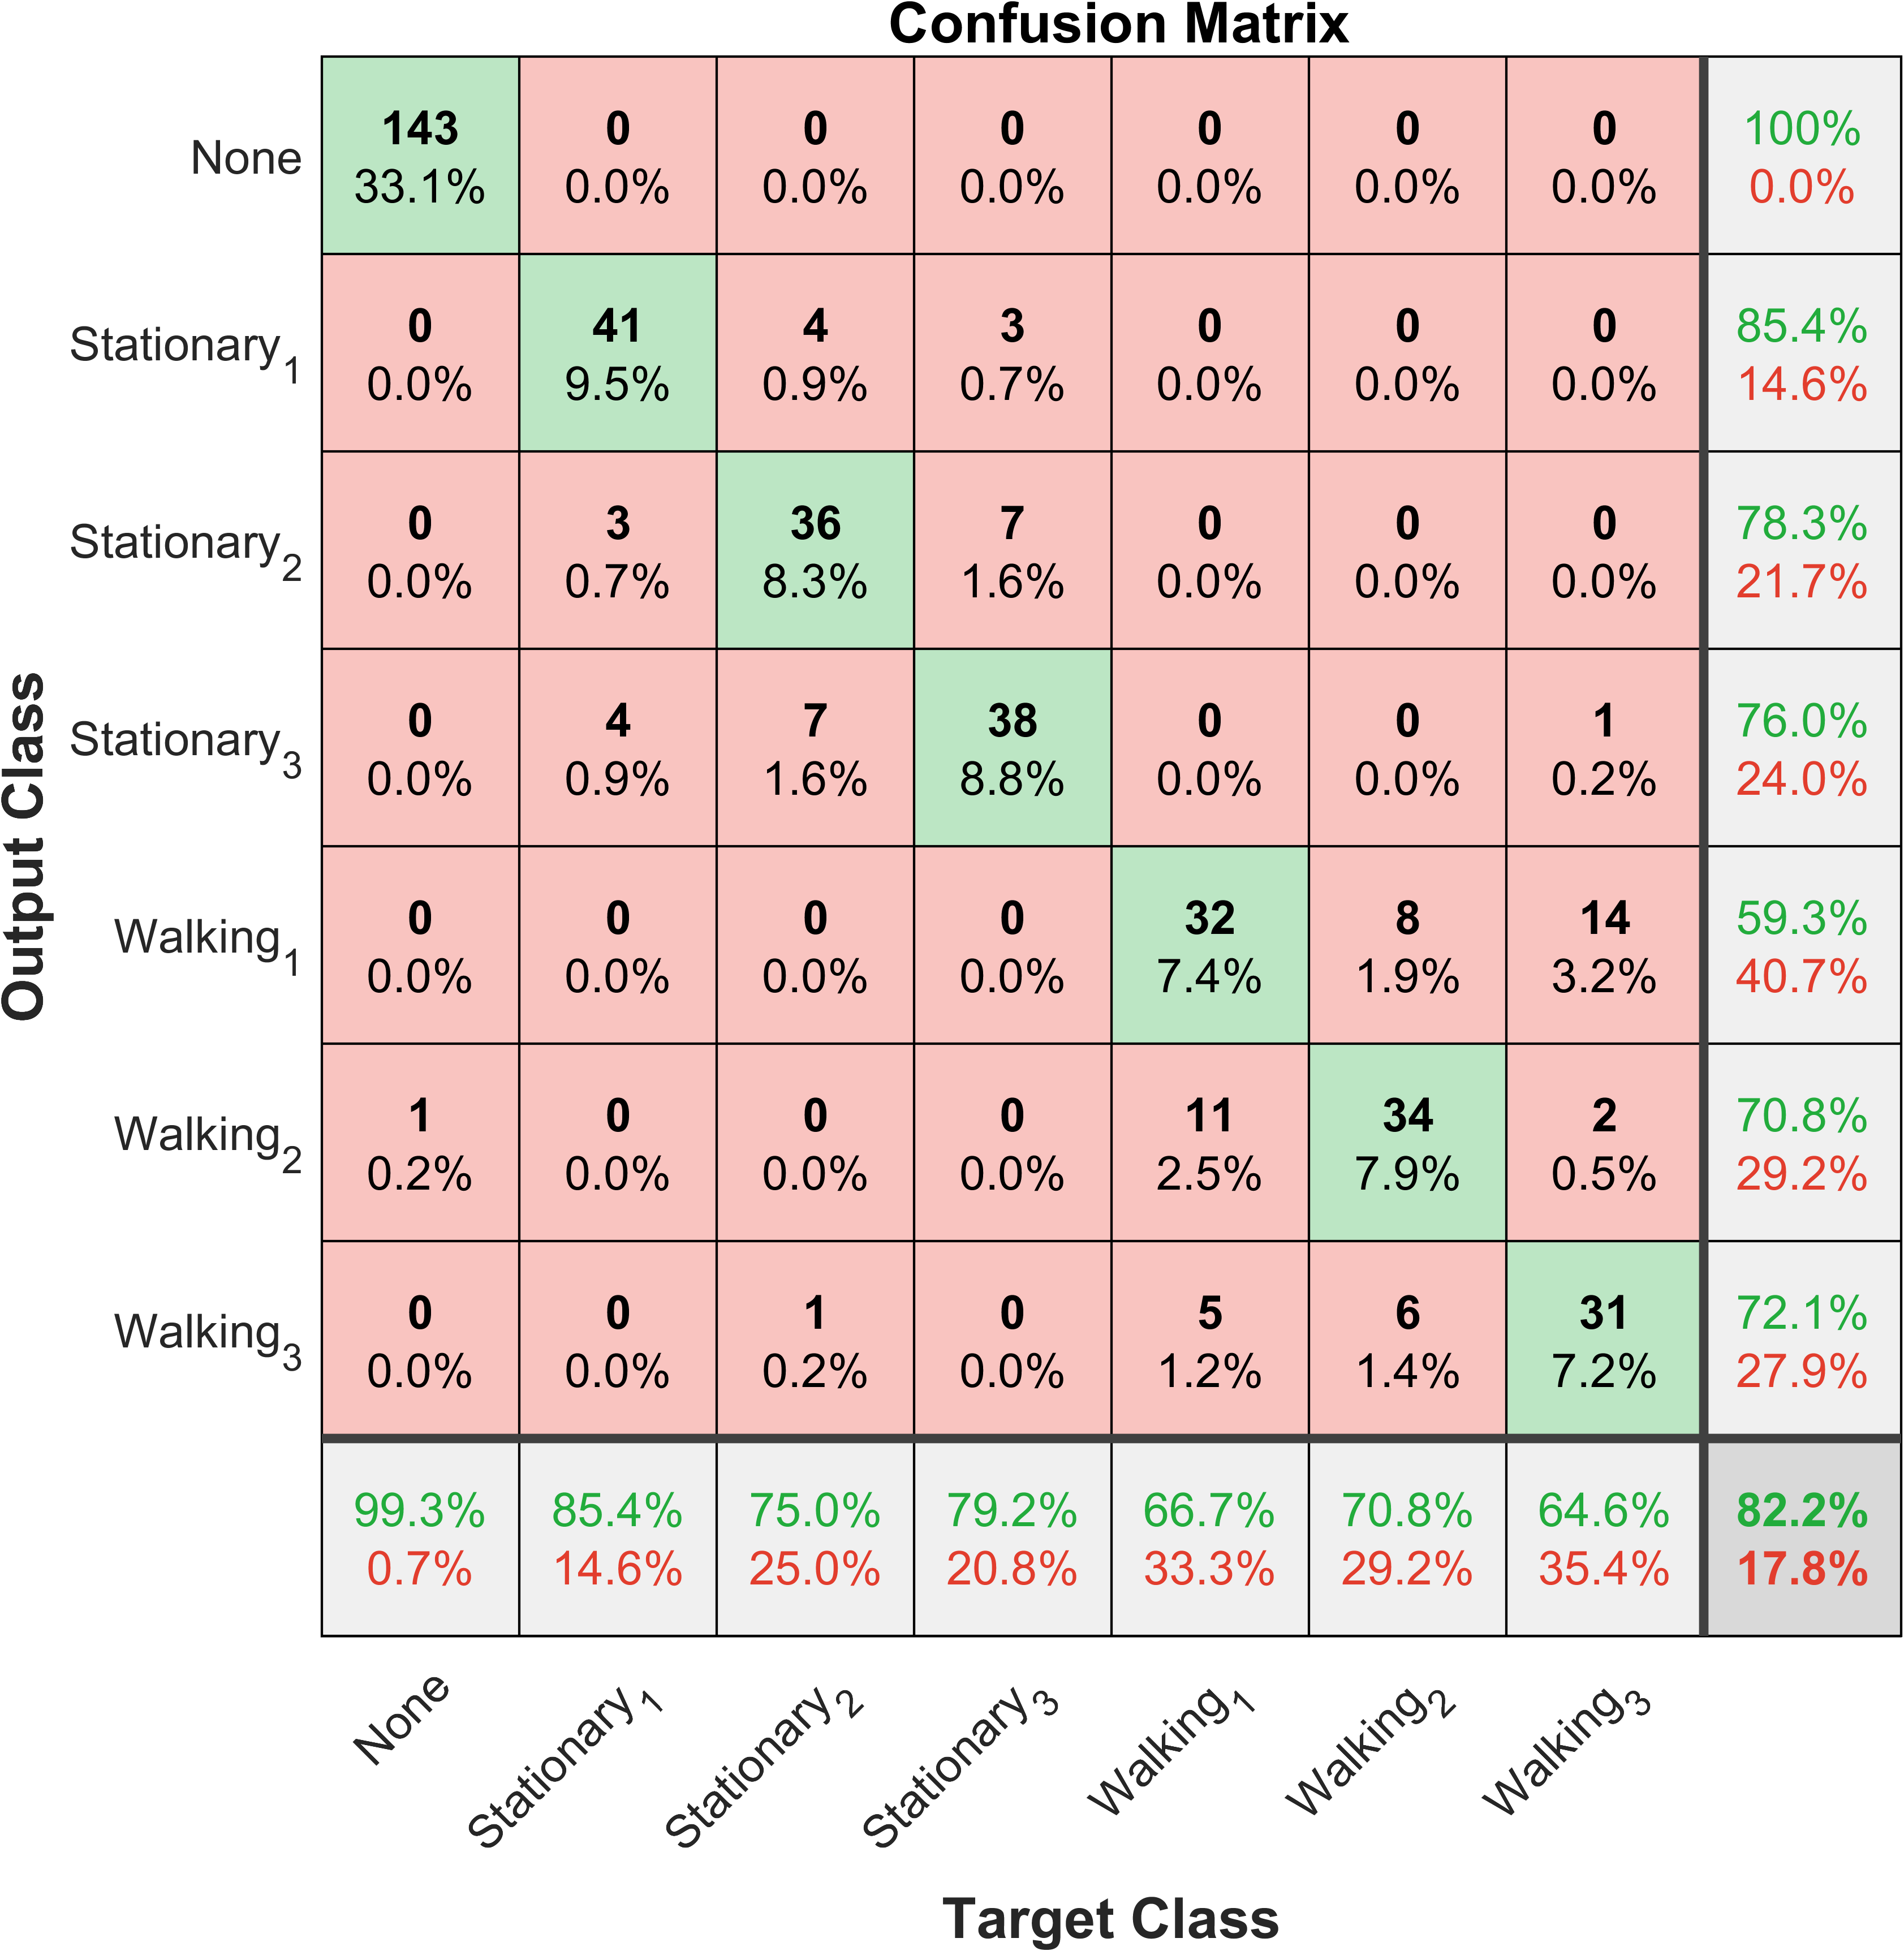 Confusion Matrix
Output Class
None
143 0 0 0 0 0 0 100%
33.1% 0.0% 0.0% 0.0% 0.0% 0.0% 0.0% 0.0%
Stationary1
0 41 4 3 0 0 0 85.4%
0.0% 9.5% 0.9% 0.7% 0.0% 0.0% 0.0% 14.6%
Stationary2
0 3 36 7 0 0 0 78.3%
0.0% 0.7% 8.3% 1.6% 0.0% 0.0% 0.0% 21.7%
Stationary3
0 4 7 38 0 0 1 76.0%
0.0% 0.9% 1.6% 8.8% 0.0% 0.0% 0.2% 24.0%
Walking1
0 0 0 0 32 8 14 59.3%
0.0% 0.0% 0.0% 0.0% 7.4% 1.9% 3.2% 40.7%
Walking2
1 0 0 0 11 34 2 70.8%
0.2% 0.0% 0.0% 0.0% 2.5% 7.9% 0.5% 29.2%
Walking3
0 0 1 0 5 6 31 72.1%
0.0% 0.0% 0.2% 0.0% 1.2% 1.4% 7.2% 27.9%
99.3% 85.4% 75.0% 79.2% 66.7% 70.8% 64.6% 82.2%
0.7% 14.6% 25.0% 20.8% 33.3% 29.2% 35.4% 17.8%
None Stationary1 Stationary2 Stationary3 Walking1 Walking2 Walking3
Target Class